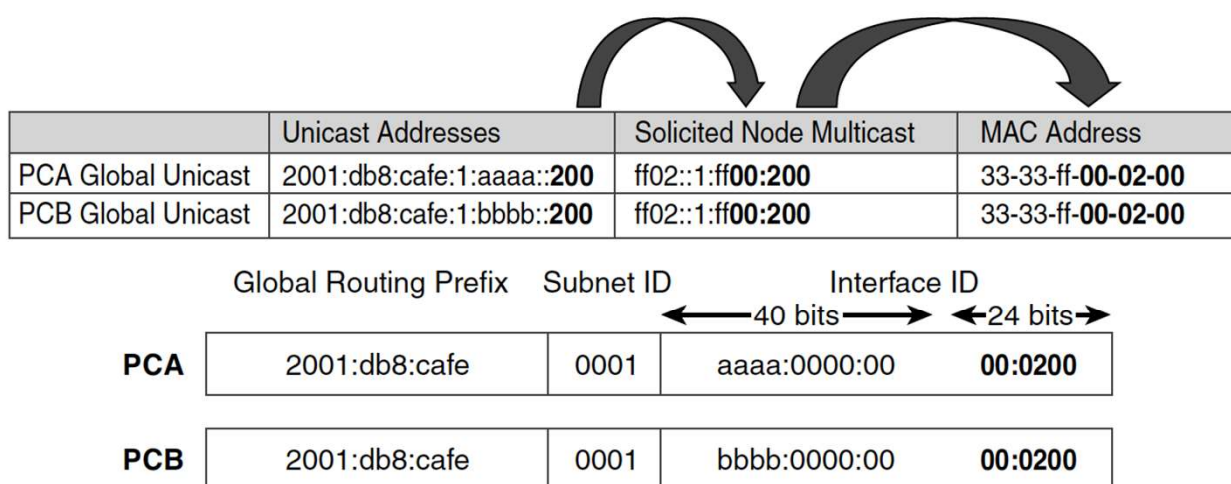 Unicast Addresses Solicited Node Multicast MAC Address
PCA Global Unicast 2001:db8:cafe:1:aaaa::200 ff02::1:ff00:200 33-33-ff-00-02-00
PCB Global Unicast 2001:db8:cafe:1:bbbb::200 ff02::1:ff00:200 33-33-ff-00-02-00
Global Routing Prefix Subnet ID Interface ID
40 bits 24 bits
PCA 2001:db8:cafe 0001 aaaa:0000:00 00:0200
PCB 2001:db8:cafe 0001 bbbb:0000:00 00:0200